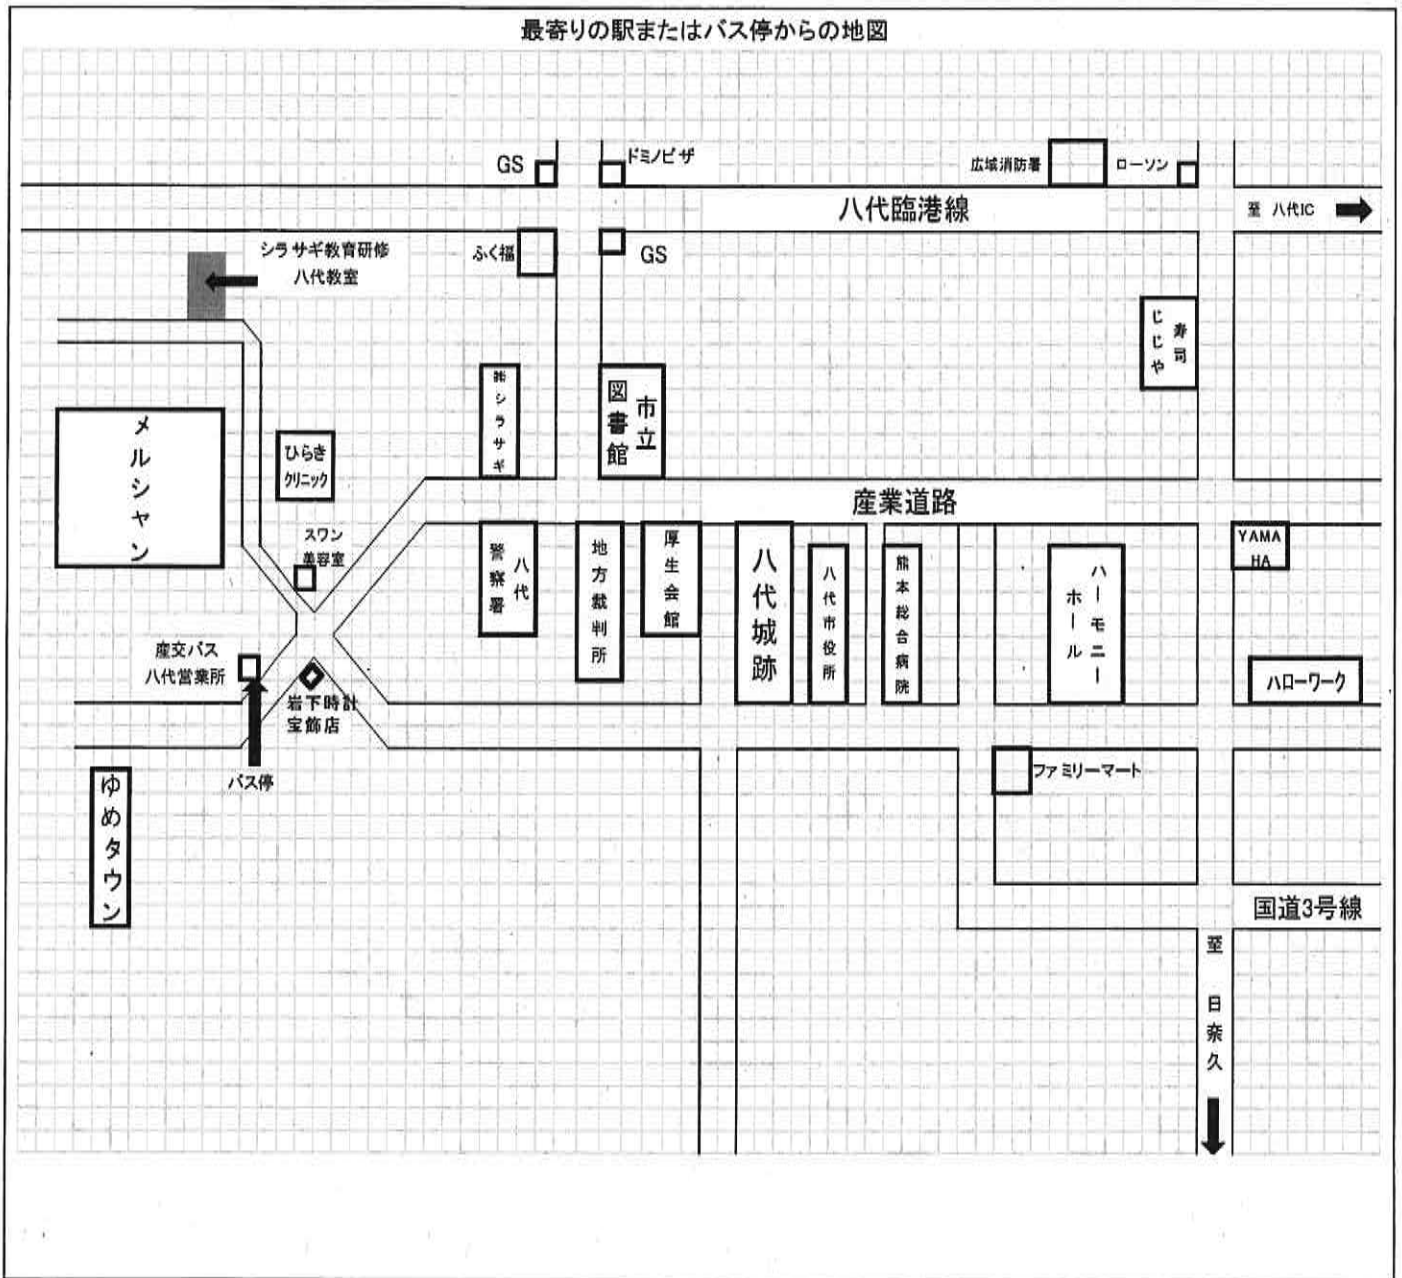 最寄りの駅またはバス停からの地図
GS
ドミノピザ
広域消防署
ローソン
八代臨港線
至 八代IC
シラサギ教育研修
八代教室
ふく福
GS
寿司
じじや
㈱シラサギ
市立
図書館
メルシャン
ひらき
クリニック
産業道路
スワン
美容室
八代
警察署
地方裁判所
厚生会館
八代城跡
八代市役所
熊本総合病院
ハーモニー
ホール
YAMA
HA
産交バス
八代営業所
岩下時計
宝飾店
ハローワーク
バス停
ゆめタウン
ファミリーマート
国道3号線
至 日奈久